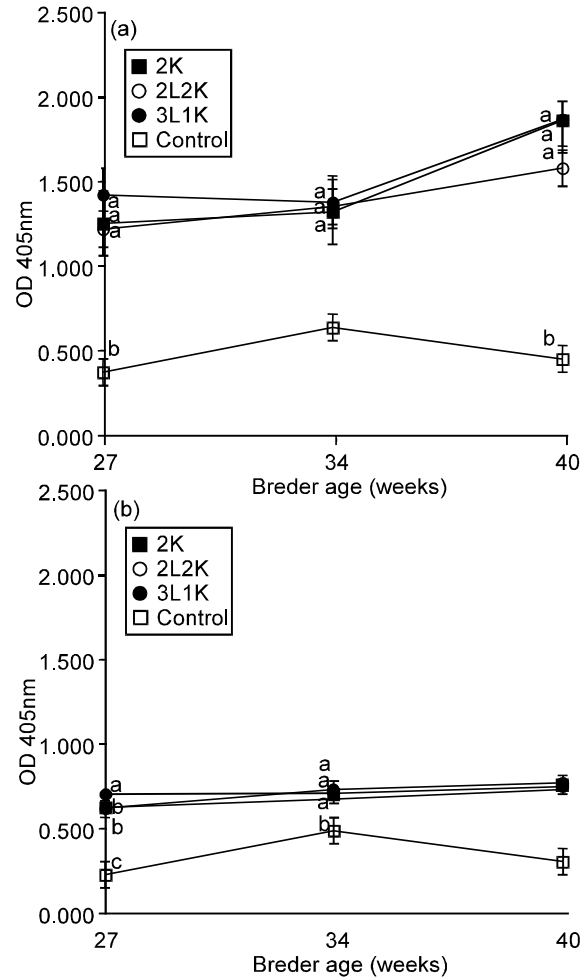 2.500
(a)
2K
2L2K
3L1K
Control
2.000
1.500
1.000
0.500
0.000
OD 405nm
a
a
a
b
a
a
a
a
a
a
b
27
34
40
Breder age (weeks)
2.500
(b)
2K
2L2K
3L1K
Control
2.000
1.500
1.000
0.500
0.000
OD 405nm
a
b
b
c
a
a
a
b
27
34
40
Breder age (weeks)